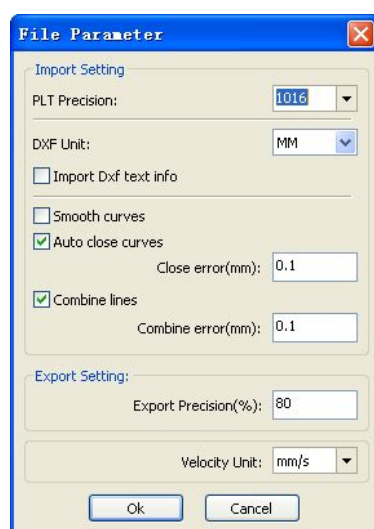 File Parameter
Import Setting
PLT Precision: 1016
DXF Unit: MM
Import Dxf text info
Smooth curves
Auto close curves
Close error(mm): 0.1
Combine lines
Combine error(mm): 0.1
Export Setting:
Export Precision(%): 80
Velocity Unit: mm/s
Ok Cancel